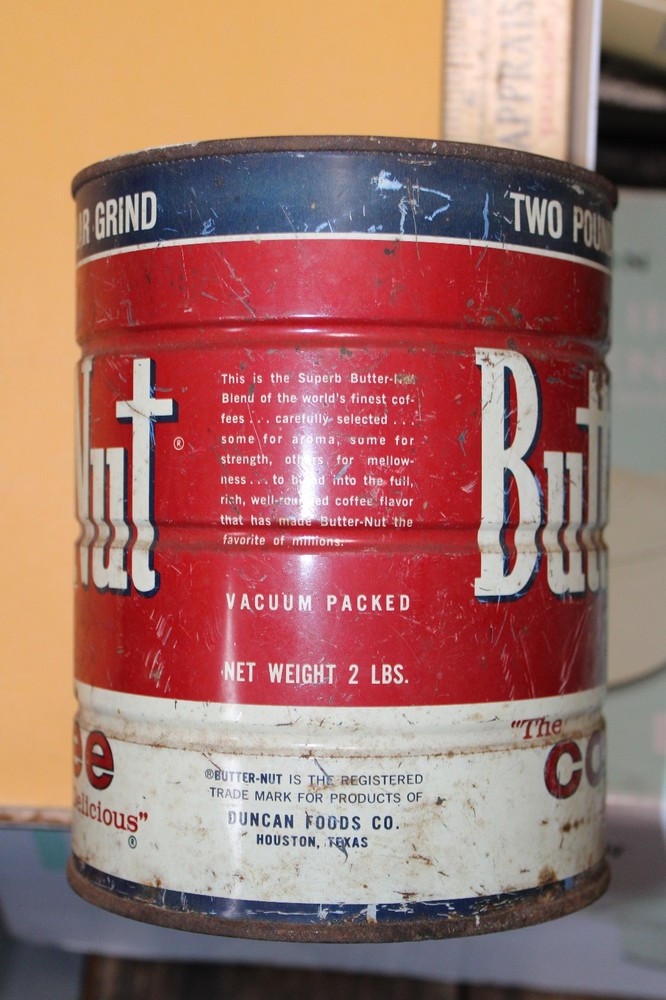 APPRAIS
R GRIND
TWO POUN
Nut®
Butt
This is the Superb Butter-Nut
Blend of the world's finest cof-
fees . . . carefully selected . . .
some for aroma, some for
strength, others for mellow-
ness . . . to blend into the full,
rich, well-rounded coffee flavor
that has made Butter-Nut the
favorite of millions.
VACUUM PACKED
NET WEIGHT 2 LBS.
ee
elicious"®
"The
co
®BUTTER-NUT IS THE REGISTERED
TRADE MARK FOR PRODUCTS OF
DUNCAN FOODS CO.
HOUSTON, TEXAS